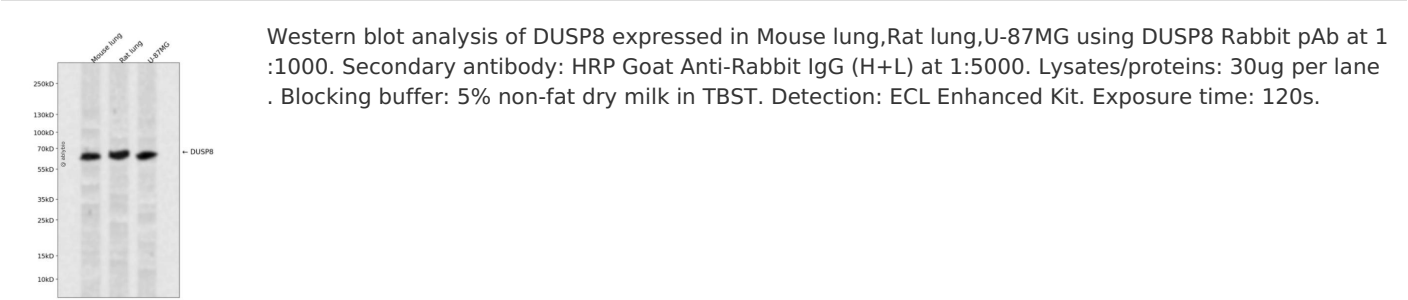 Mouse lung
Rat lung
U-87MG
250kD
130kD
100kD
70kD
55kD
35kD
25kD
15kD
10kD
← DUSP8
Western blot analysis of DUSP8 expressed in Mouse lung,Rat lung,U-87MG using DUSP8 Rabbit pAb at 1
:1000. Secondary antibody: HRP Goat Anti-Rabbit IgG (H+L) at 1:5000. Lysates/proteins: 30ug per lane
. Blocking buffer: 5% non-fat dry milk in TBST. Detection: ECL Enhanced Kit. Exposure time: 120s.